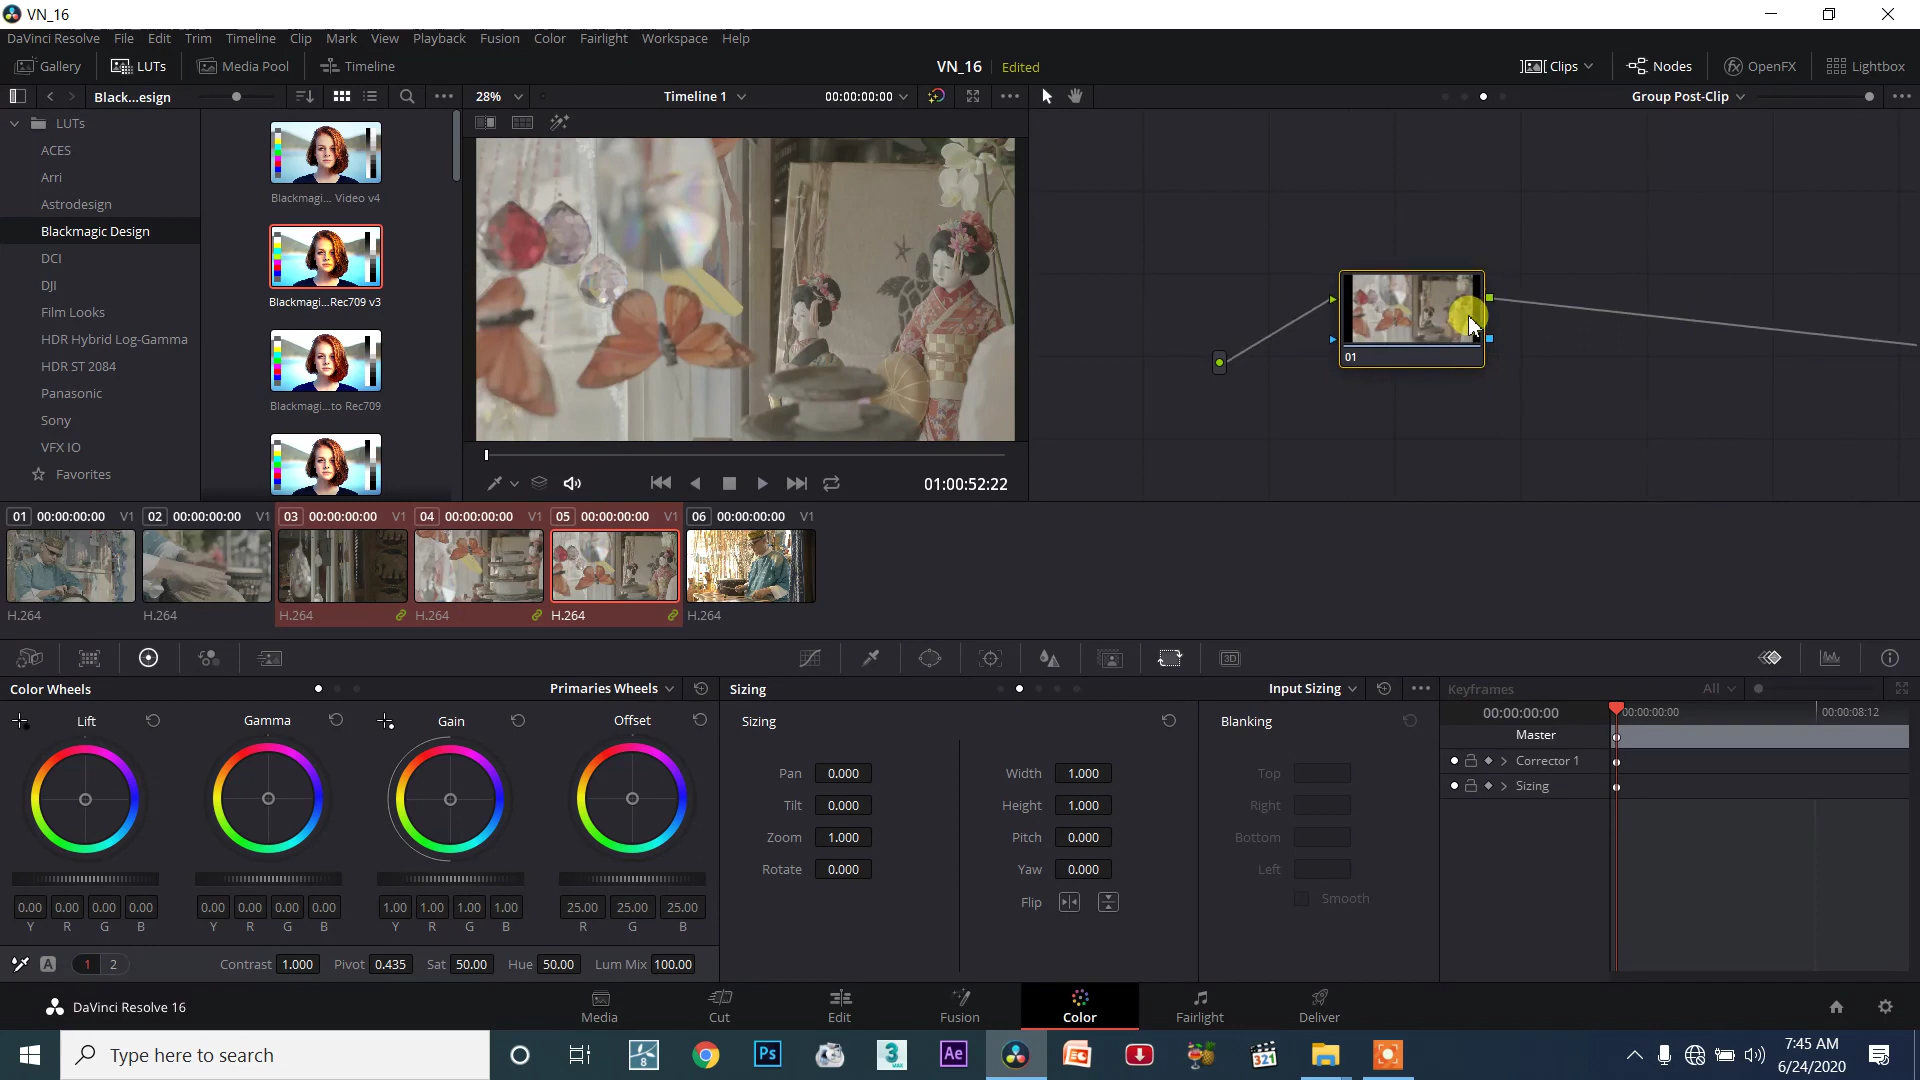 VN_16
DaVinci Resolve File Edit Trim Timeline Clip Mark View Playback Fusion Color Fairlight Workspace Help
Gallery LUTs Media Pool Timeline VN_16 Edited Clips Nodes OpenFX Lightbox
Black...esign 28% Timeline 1 00:00:00:00 Group Post-Clip
LUTs
ACES
Arri
Astrodesign
Blackmagic Design
DCI
DJI
Film Looks
HDR Hybrid Log-Gamma
HDR ST 2084
Panasonic
Sony
VFX IO
Favorites
Blackmagi... Video v4
Blackmagi...Rec709 v3
Blackmagi...to Rec709
01
01:00:52:22
01 00:00:00:00 V1 02 00:00:00:00 V1 03 00:00:00:00 V1 04 00:00:00:00 V1 05 00:00:00:00 V1 06 00:00:00:00 V1
H.264 H.264 H.264 H.264 H.264 H.264
3D
Color Wheels Primaries Wheels Sizing Input Sizing Keyframes All
Lift Gamma Gain Offset
0.00 0.00 0.00 0.00 0.00 0.00 0.00 0.00 1.00 1.00 1.00 1.00 25.00 25.00 25.00
Y R G B Y R G B Y R G B R G B
A 1 2 Contrast 1.000 Pivot 0.435 Sat 50.00 Hue 50.00 Lum Mix 100.00
Sizing
Pan 0.000 Width 1.000
Tilt 0.000 Height 1.000
Zoom 1.000 Pitch 0.000
Rotate 0.000 Yaw 0.000
Flip
Blanking
Top
Right
Bottom
Left
Smooth
00:00:00:00 00:00:00:00 00:00:08:12
Master
Corrector 1
Sizing
DaVinci Resolve 16 Media Cut Edit Fusion Color Fairlight Deliver
Type here to search
8
Ps
3
MAX
Ae
321
7:45 AM
6/24/2020